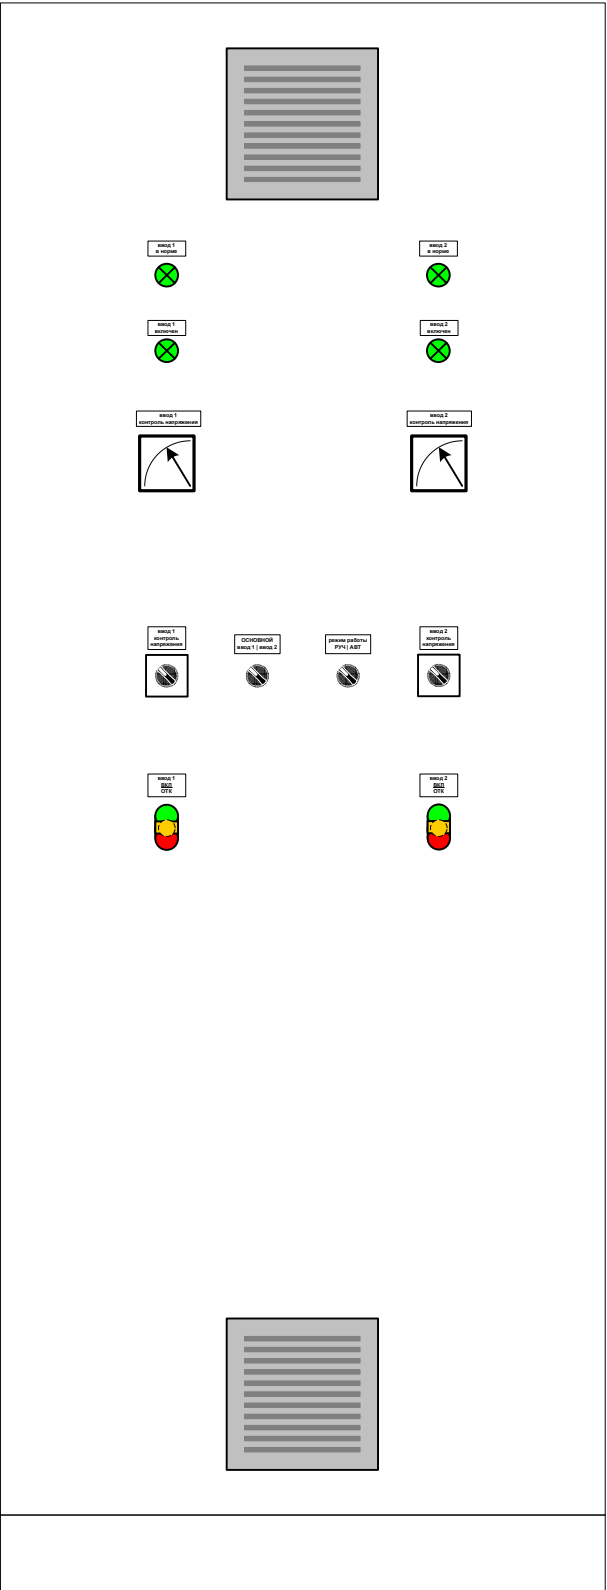 ввод 1
в норме
ввод 2
в норме
ввод 1
включен
ввод 2
включен
ввод 1
контроль напряжения
ввод 2
контроль напряжения
ввод 1
контроль
напряжения
ОСНОВНОЙ
ввод 1 | ввод 2
режим работы
РУЧ | АВТ
ввод 2
контроль
напряжения
ввод 1
ВКЛ
ОТК
ввод 2
ВКЛ
ОТК